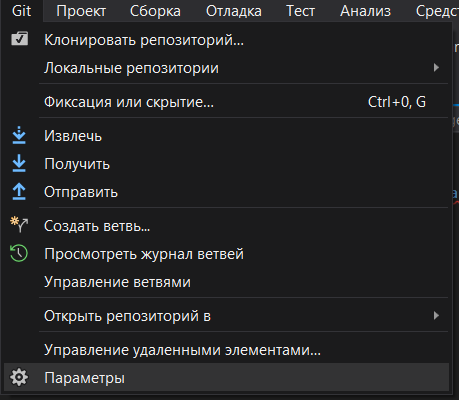 Git Проект Сборка Отладка Тест Анализ Средст
Клонировать репозиторий...
Локальные репозитории
Фиксация или скрытие... Ctrl+0, G
Извлечь
Получить
Отправить
Создать ветвь...
Просмотреть журнал ветвей
Управление ветвями
Открыть репозиторий в
Управление удаленными элементами...
Параметры